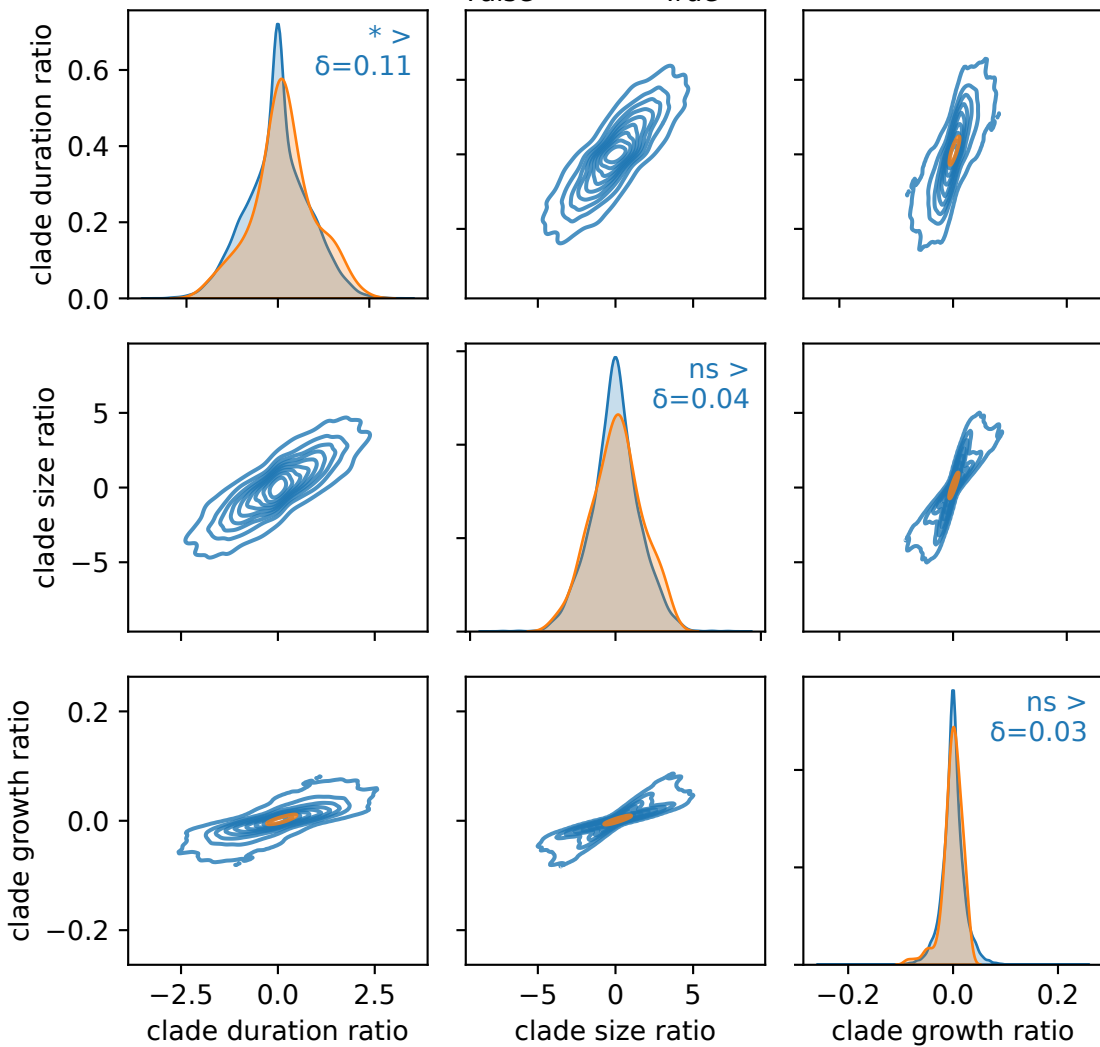 False True
clade duration ratio
0.6
0.4
0.2
0.0
* >
δ=0.11
clade size ratio
5
0
−5
ns >
δ=0.04
clade growth ratio
0.2
0.0
−0.2
ns >
δ=0.03
−2.5 0.0 2.5
−5 0 5
−0.2 0.0 0.2
clade duration ratio
clade size ratio
clade growth ratio